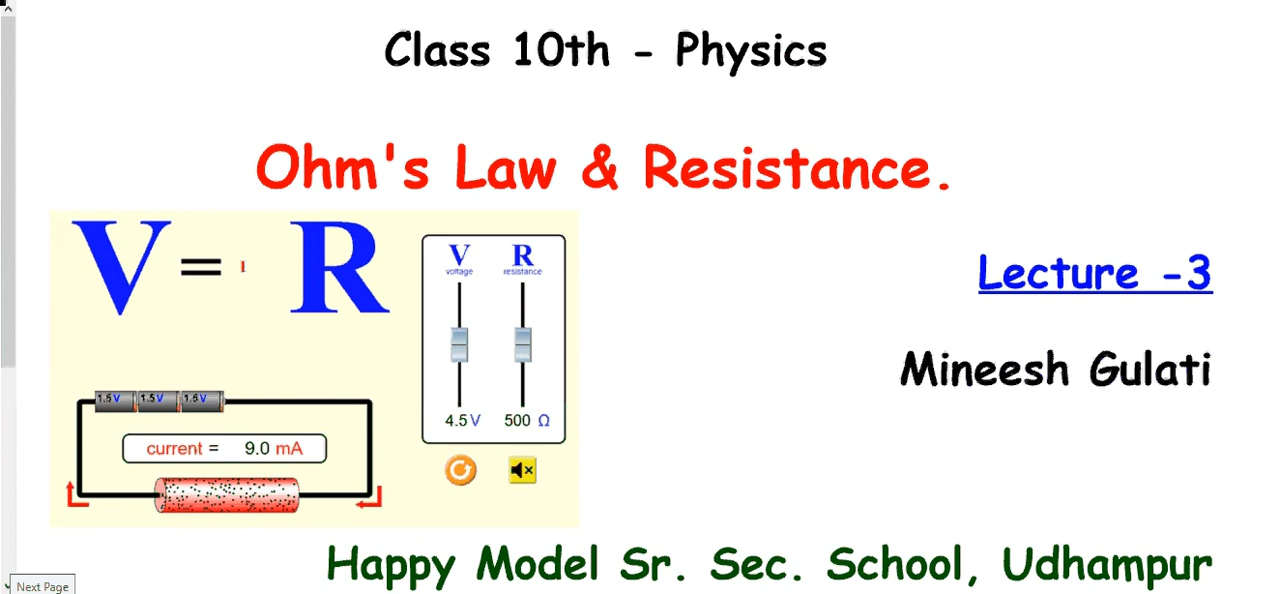 Class 10th - Physics
Ohm's Law & Resistance.
V = I R
V R
voltage resistance
Lecture -3
Mineesh Gulati
1.5 V 1.5 V 1.5 V
4.5 V 500 Ω
current = 9.0 mA
Happy Model Sr. Sec. School, Udhampur
Next Page